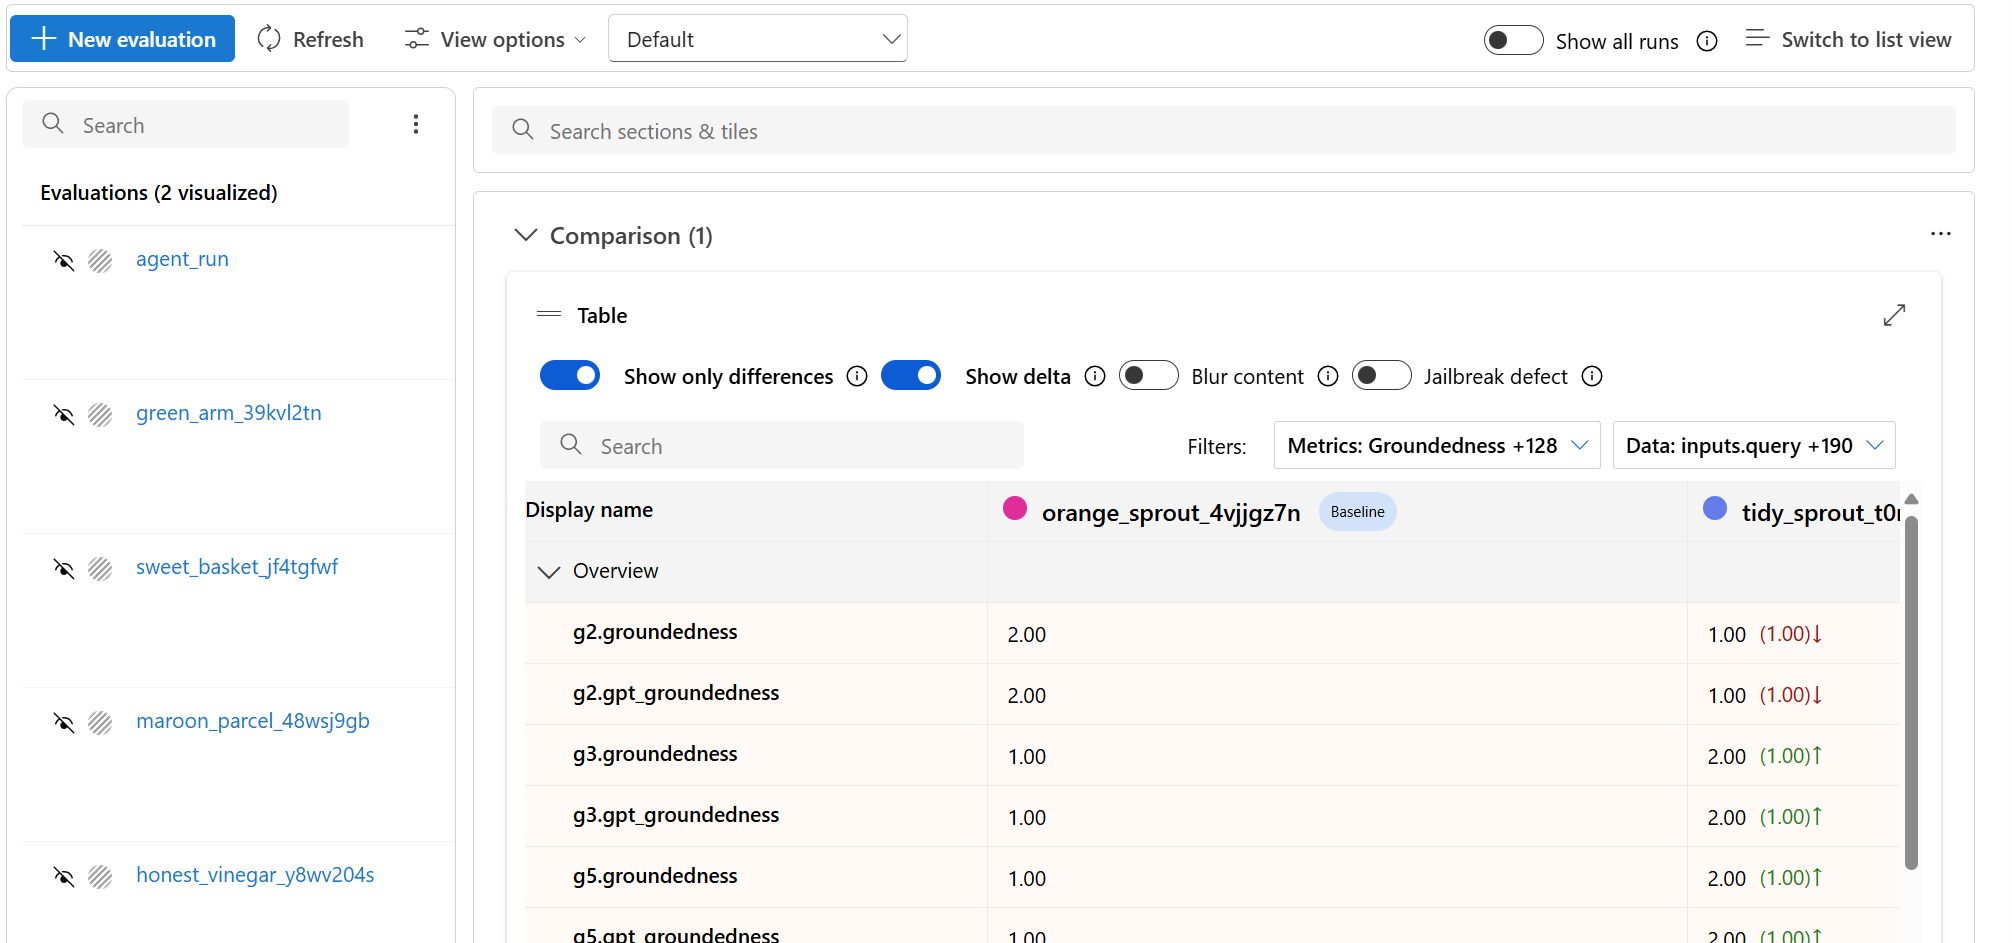 New evaluation Refresh View options Default Show all runs Switch to list view
Search
Evaluations (2 visualized)
agent_run
green_arm_39kvl2tn
sweet_basket_jf4tgfwf
maroon_parcel_48wsj9gb
honest_vinegar_y8wv204s
Search sections & tiles
Comparison (1)
Table
Show only differences Show delta Blur content Jailbreak defect
Search Filters: Metrics: Groundedness +128 Data: inputs.query +190
Display name orange_sprout_4vjjgz7n Baseline tidy_sprout_t0
Overview
g2.groundedness 2.00 1.00 (1.00)↓
g2.gpt_groundedness 2.00 1.00 (1.00)↓
g3.groundedness 1.00 2.00 (1.00)↑
g3.gpt_groundedness 1.00 2.00 (1.00)↑
g5.groundedness 1.00 2.00 (1.00)↑
g5.gpt_groundedness 1.00 2.00 (1.00)↑